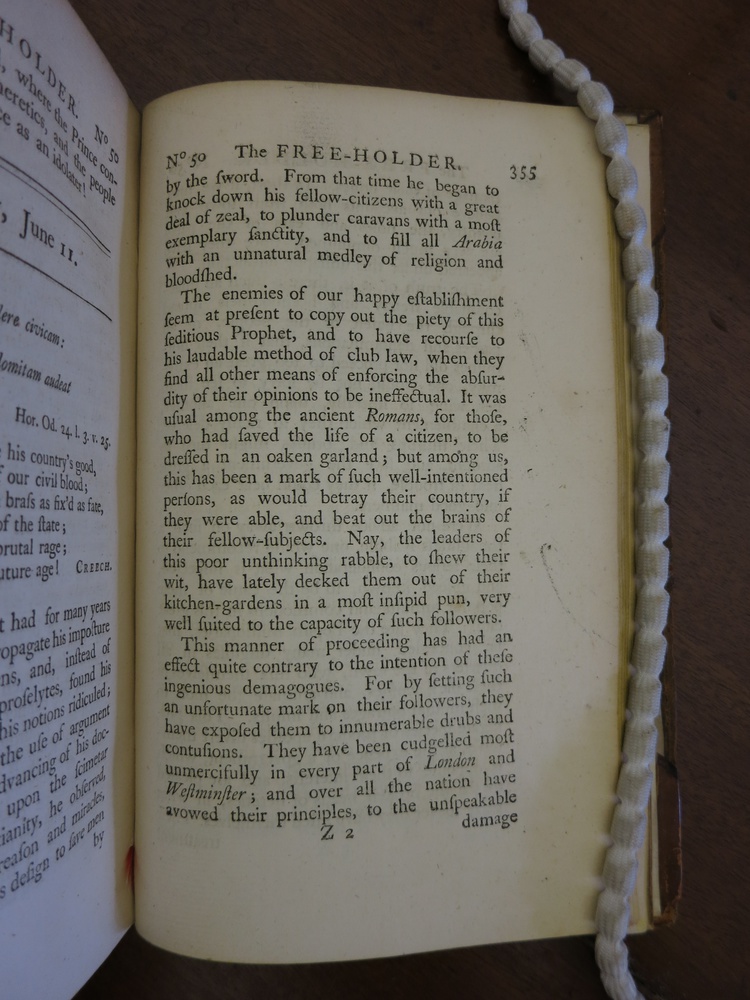 HOLDER. Nº 50
, where the Prince con-
heretics, and the people
ce as an idolater!
, June 11.
civicam:
audeat
Hor. Od. 24. l. 3. v. 25.
his country's good,
f our civil blood;
braſs as fix'd as fate,
of the ſtate;
brutal rage;
uture age! CREECH.
t had for many years
ropagate his impoſture
ns, and, inſtead of
proſelytes, found his
his notions ridiculed;
the uſe of argument
dvancing of his doc-
upon the ſcimetar
ianity, he obſerved,
reaſon and miracles,
s deſign to ſave men
by
Nº 50 The FREE-HOLDER. 355
by the ſword. From that time he began to
knock down his fellow-citizens with a great
deal of zeal, to plunder caravans with a moſt
exemplary ſanctity, and to fill all Arabia
with an unnatural medley of religion and
bloodſhed.
The enemies of our happy eſtabliſhment
ſeem at preſent to copy out the piety of this
ſeditious Prophet, and to have recourſe to
his laudable method of club law, when they
find all other means of enforcing the abſur-
dity of their opinions to be ineffectual. It was
uſual among the ancient Romans, for thoſe,
who had ſaved the life of a citizen, to be
dreſſed in an oaken garland; but among us,
this has been a mark of ſuch well-intentioned
perſons, as would betray their country, if
they were able, and beat out the brains of
their fellow-ſubjects. Nay, the leaders of
this poor unthinking rabble, to ſhew their
wit, have lately decked them out of their
kitchen-gardens in a moſt inſipid pun, very
well ſuited to the capacity of ſuch followers.
This manner of proceeding has had an
effect quite contrary to the intention of theſe
ingenious demagogues. For by ſetting ſuch
an unfortunate mark on their followers, they
have expoſed them to innumerable drubs and
contuſions. They have been cudgelled moſt
unmercifully in every part of London and
Weſtminſter; and over all the nation have
avowed their principles, to the unſpeakable
Z 2 damage